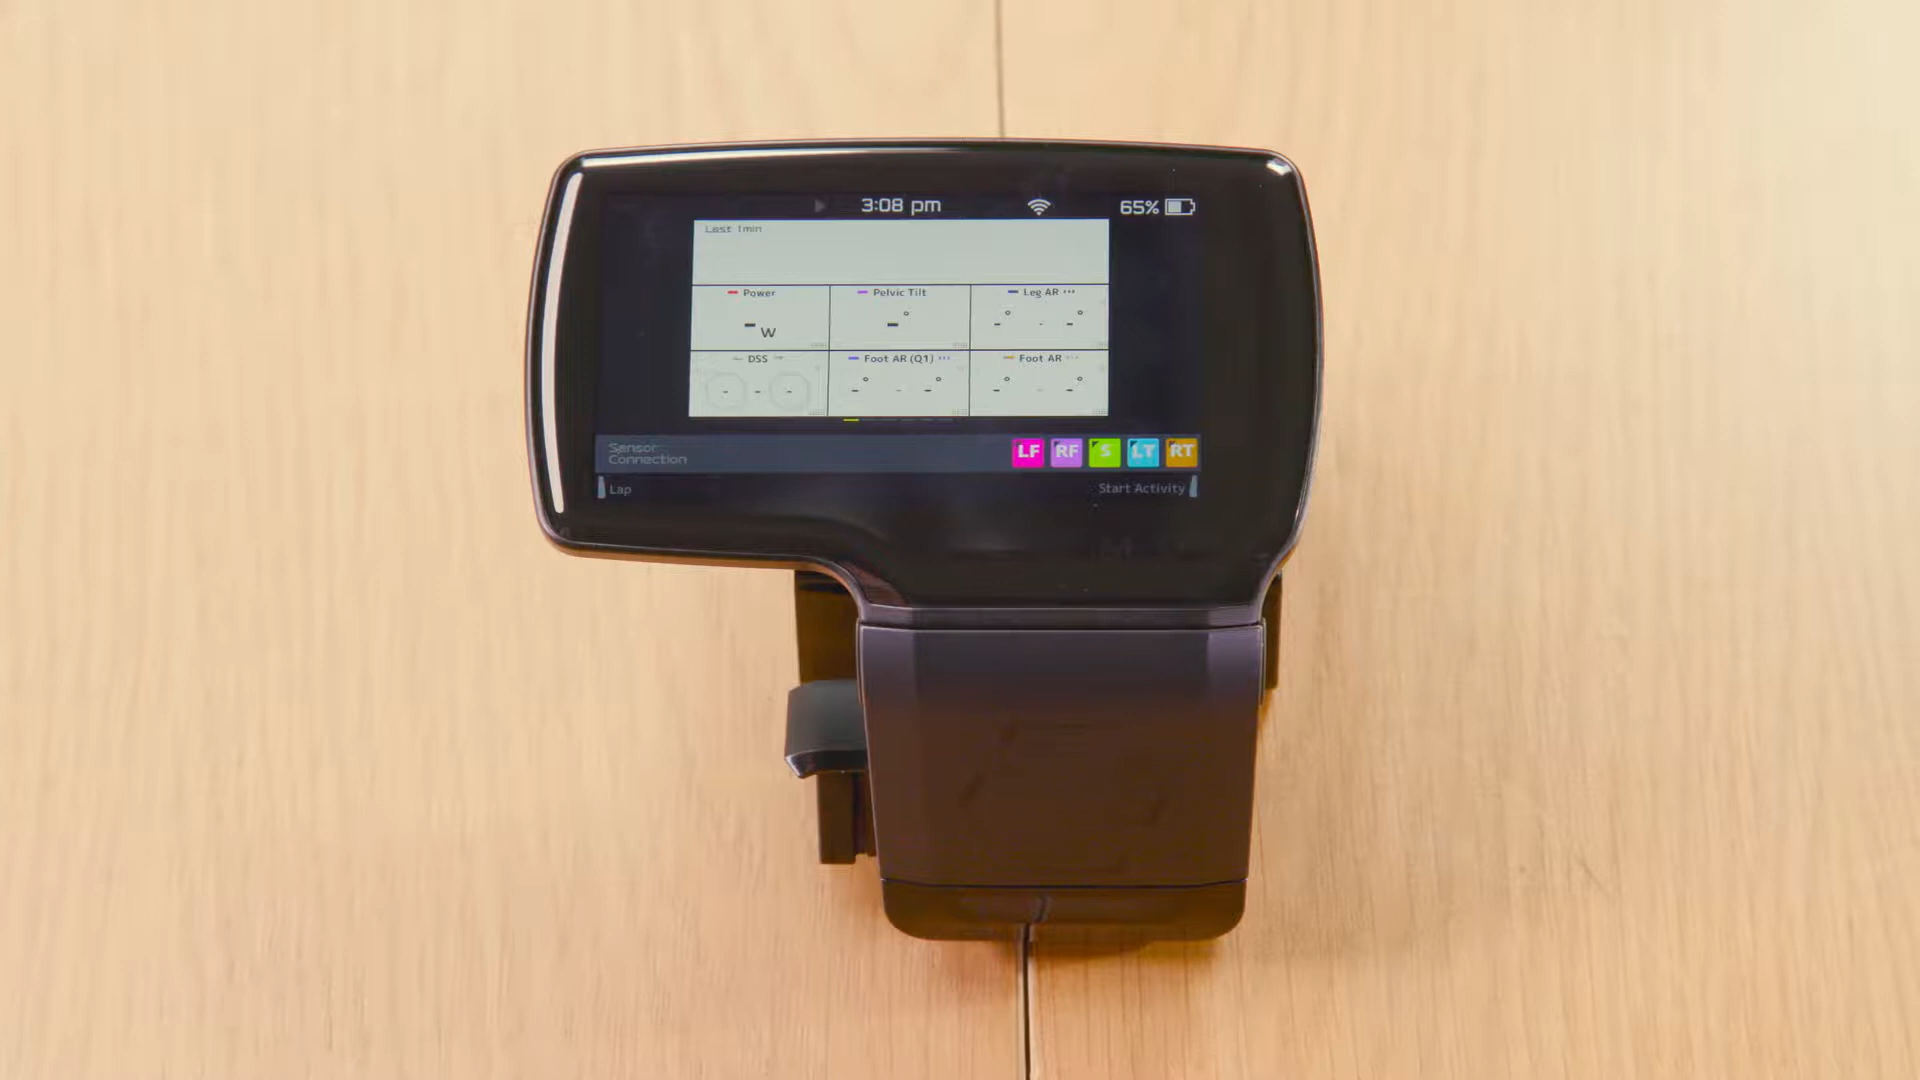 3:08 pm
65%
Last 1min
Power
Pelvic Tilt
Leg AR
- W
- °
- ° - - °
DSS
Foot AR (Q1)
Foot AR
- - -
- ° - - °
- ° - - °
Sensor
Connection
LF RF S LT RT
Lap
Start Activity